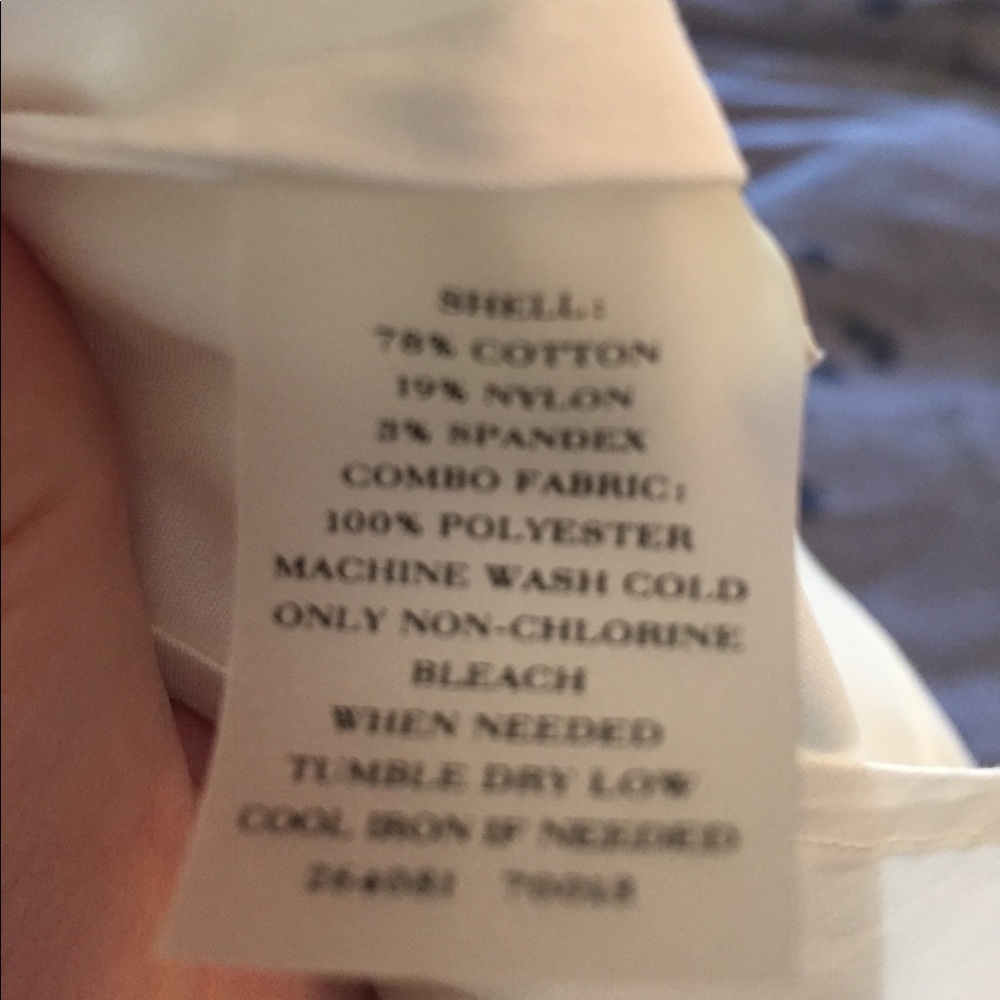 SHELL:
78% COTTON
19% NYLON
3% SPANDEX
COMBO FABRIC:
100% POLYESTER
MACHINE WASH COLD
ONLY NON-CHLORINE
BLEACH
WHEN NEEDED
TUMBLE DRY LOW
COOL IRON IF NEEDED